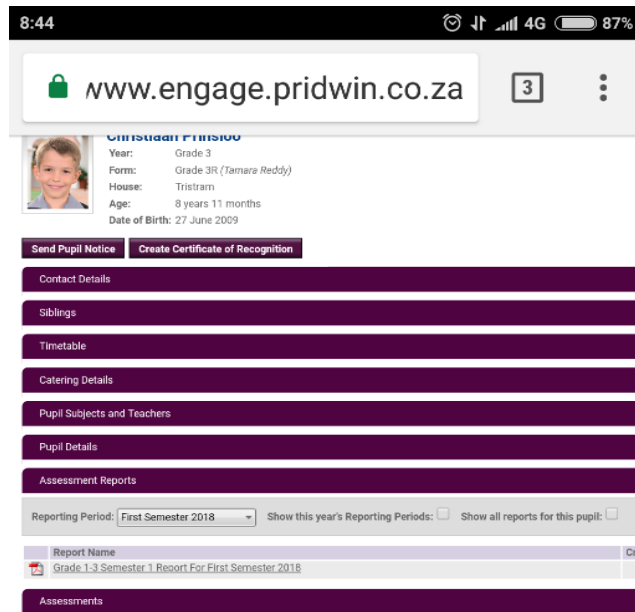 8:44 4G 87%
www.engage.pridwin.co.za 3
Christiaan Prinsloo
Year: Grade 3
Form: Grade 3R (Tamara Reddy)
House: Tristram
Age: 8 years 11 months
Date of Birth: 27 June 2009
Send Pupil Notice Create Certificate of Recognition
Contact Details
Siblings
Timetable
Catering Details
Pupil Subjects and Teachers
Pupil Details
Assessment Reports
Reporting Period: First Semester 2018 Show this year's Reporting Periods: Show all reports for this pupil:
Report Name
Grade 1-3 Semester 1 Report For First Semester 2018
Assessments